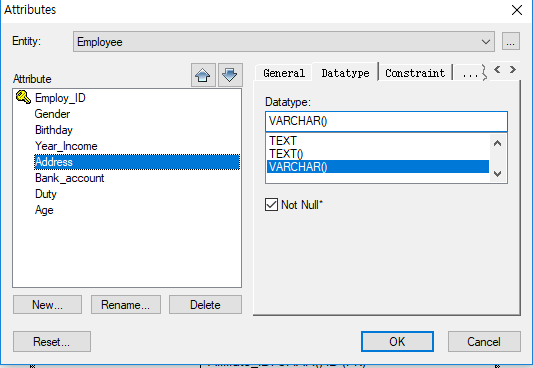 Attributes
Entity: Employee ...
Attribute
General Datatype Constraint ...
Employ_ID
Gender
Birthday
Year_Income
Address
Bank_account
Duty
Age
Datatype:
VARCHAR()
TEXT
TEXT()
VARCHAR()
Not Null*
New... Rename... Delete
Reset... OK Cancel